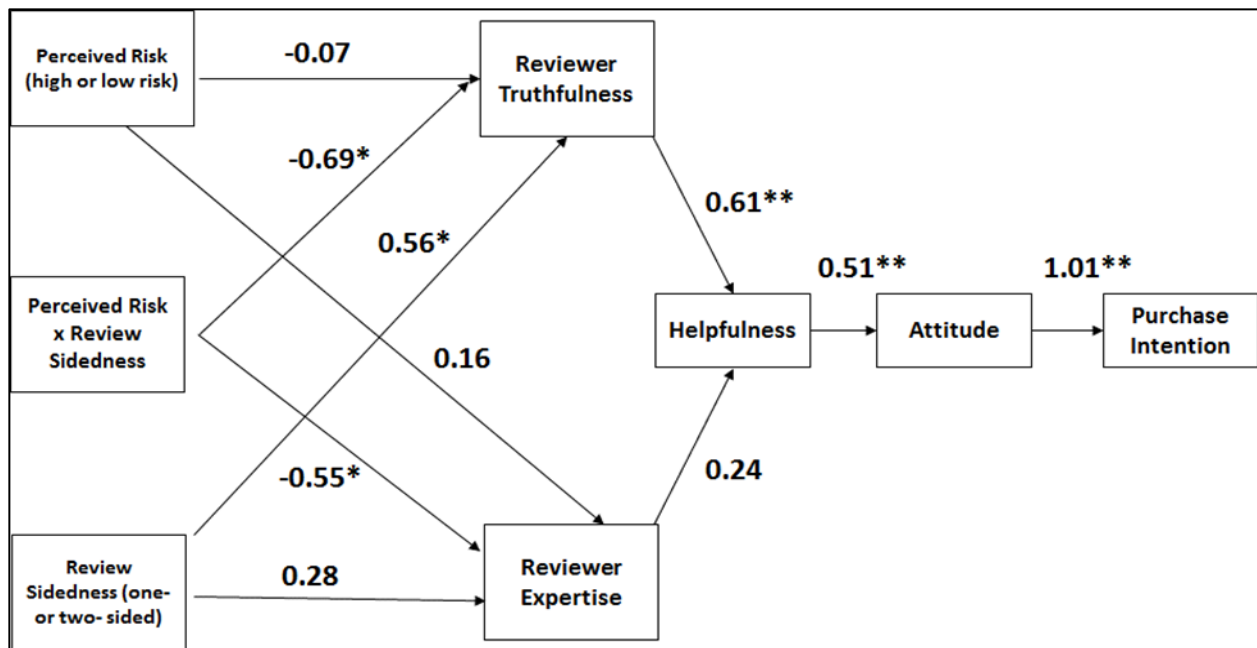 Perceived Risk
(high or low risk)
-0.07
Reviewer
Truthfulness
-0.69*
0.56*
0.61**
Perceived Risk
x Review
Sidedness
0.16
Helpfulness
0.51**
Attitude
1.01**
Purchase
Intention
-0.55*
0.24
Review
Sidedness (one-
or two- sided)
0.28
Reviewer
Expertise